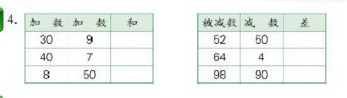 4. 加 数 加 数 和 被减数 减 数 差
30 9 52 50
40 7 64 4
8 50 98 90